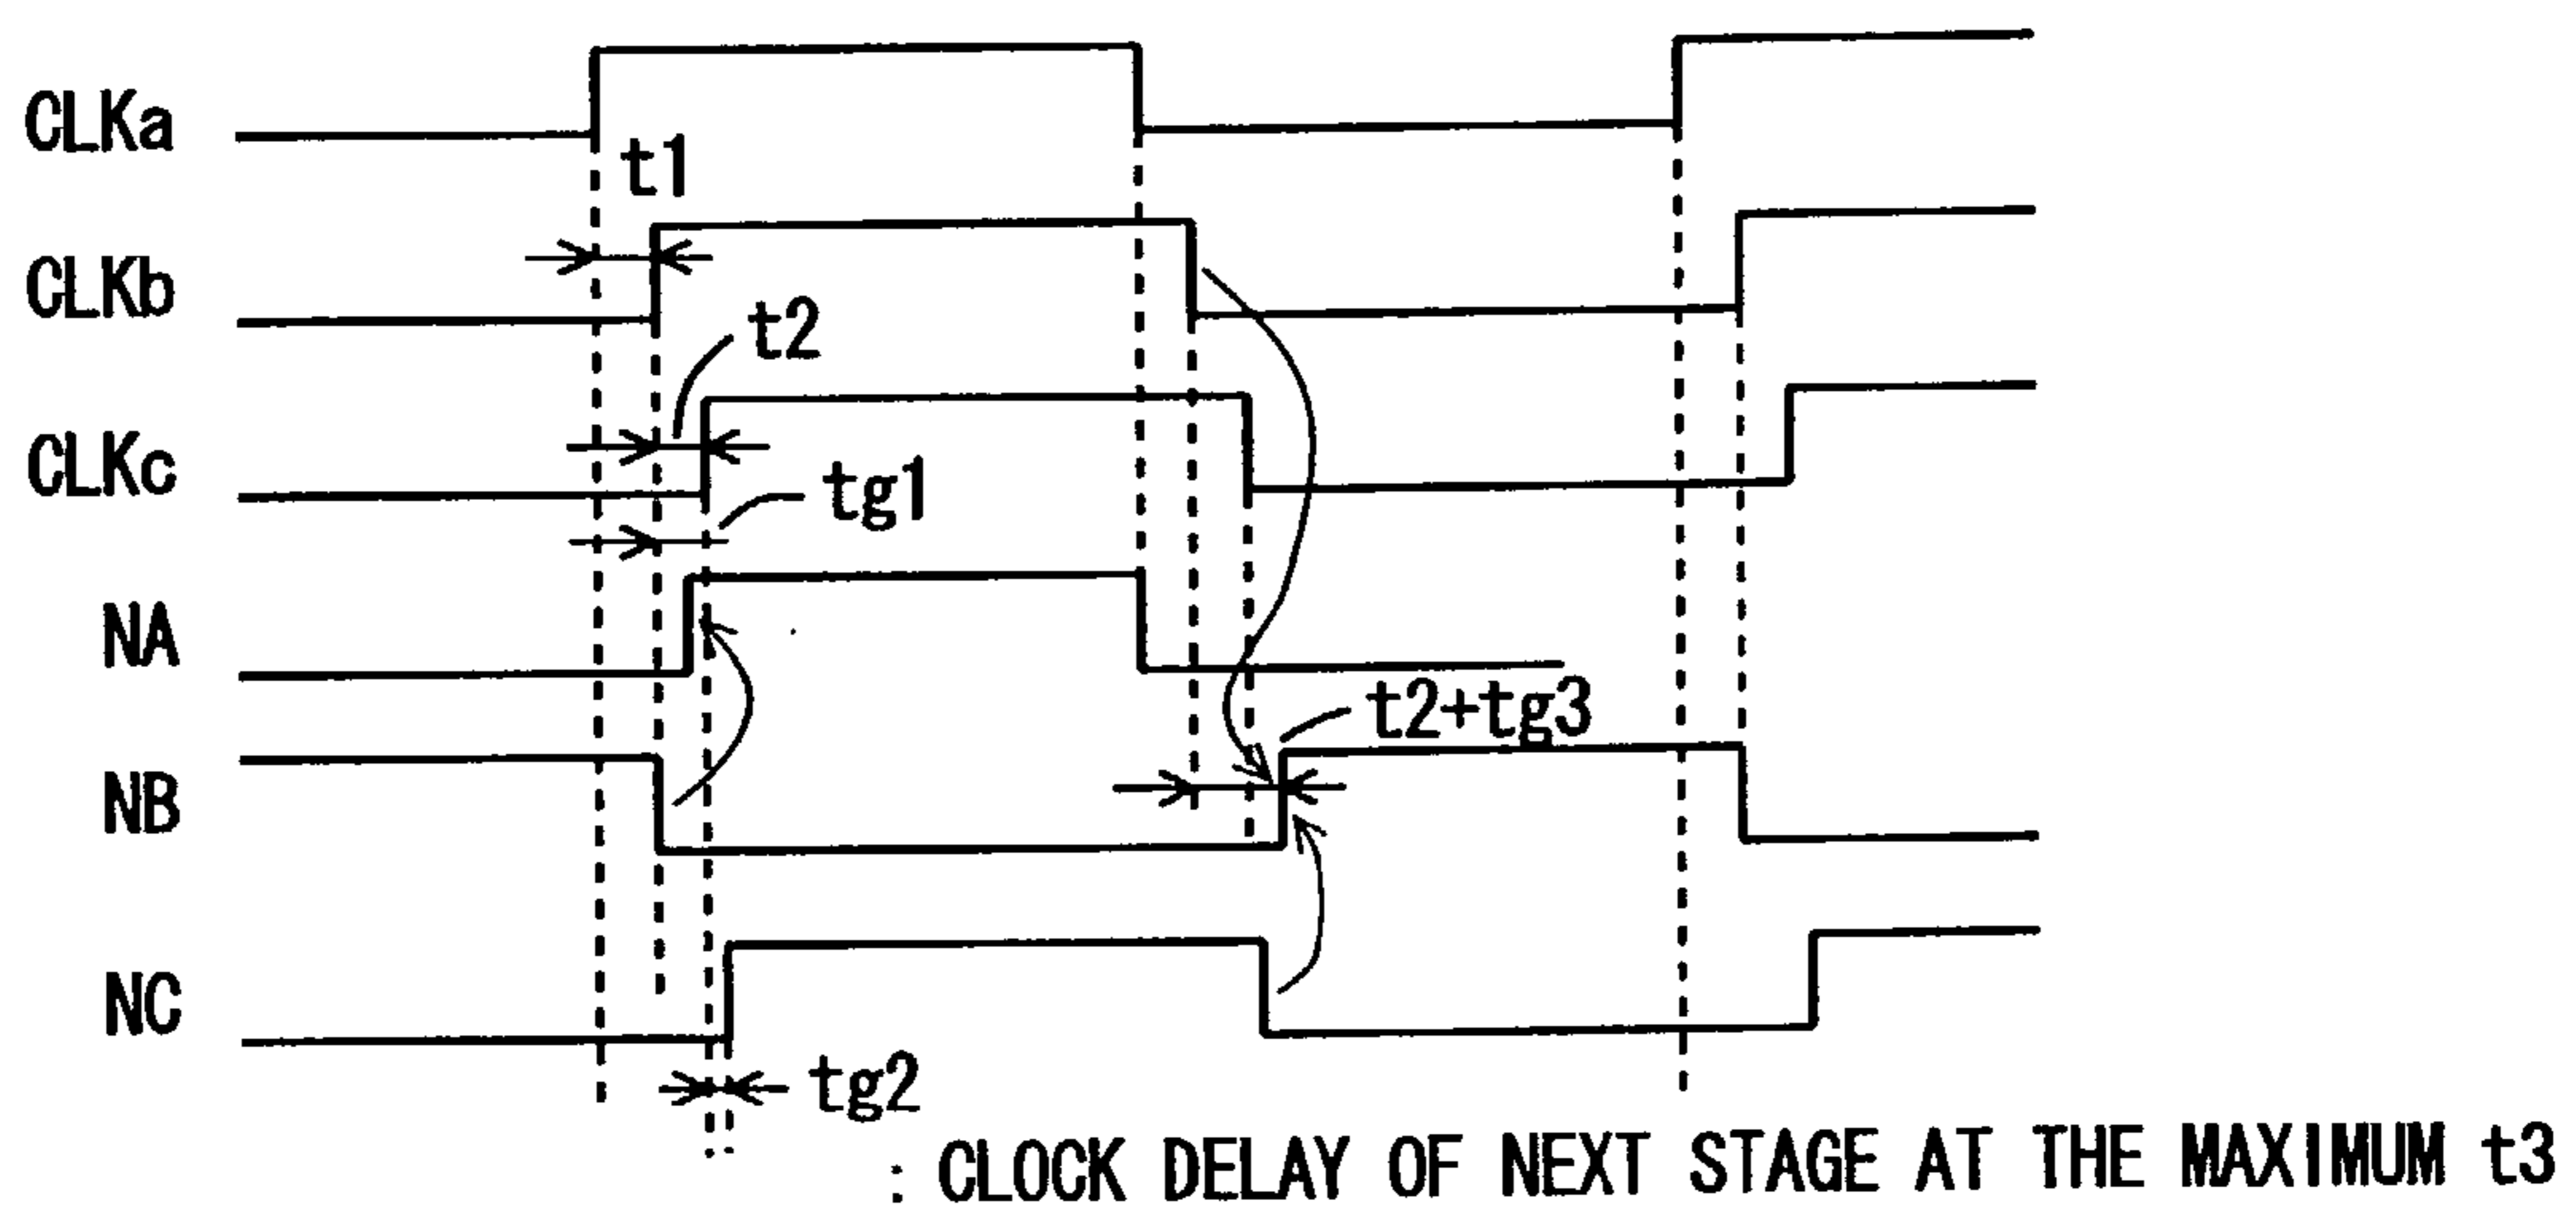 CLKa
t1
CLKb
t2
CLKc
tg1
NA
t2+tg3
NB
NC
tg2
: CLOCK DELAY OF NEXT STAGE AT THE MAXIMUM t3